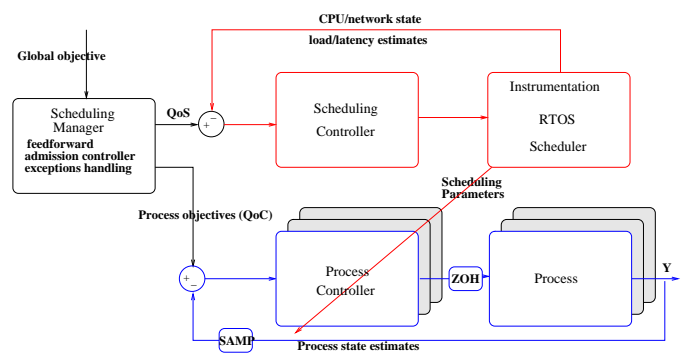 CPU/network state
load/latency estimates
Global objective
Scheduling
Manager
feedforward
admission controller
exceptions handling
QoS
+
−
Scheduling
Controller
Instrumentation
RTOS
Scheduler
Scheduling
Parameters
Process objectives (QoC)
+
−
Process
Controller
ZOH
Process
Y
SAMP
Process state estimates